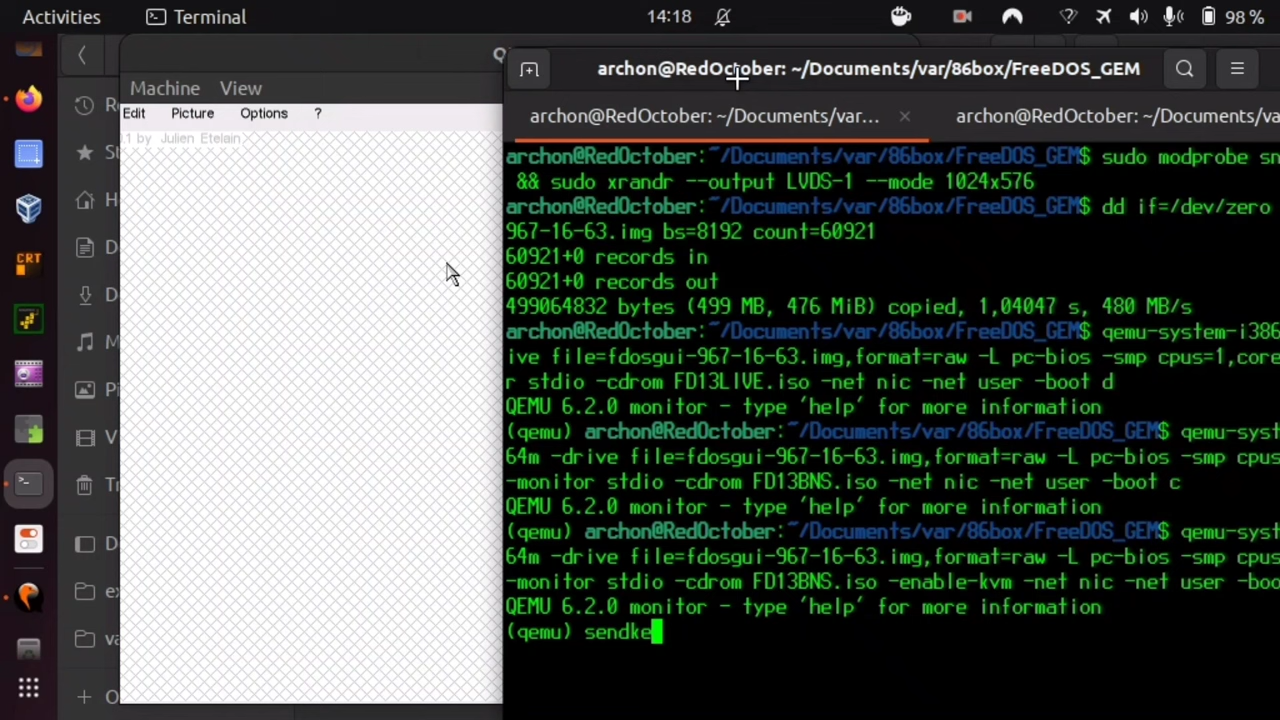 Activities
Terminal
14:18
98 %
Q
archon@RedOctober: ~/Documents/var/86box/FreeDOS_GEM
Machine View
Edit Picture Options ?
1 by Julien Etelain
archon@RedOctober: ~/Documents/var...
archon@RedOctober: ~/Documents/va
CRT
R
St
H
D
D
M
Pi
V
Tr
D
ex
va
O
archon@RedOctober:~/Documents/var/86box/FreeDOS_GEM$ sudo modprobe sn
&& sudo xrandr --output LVDS-1 --mode 1024x576
archon@RedOctober:~/Documents/var/86box/FreeDOS_GEM$ dd if=/dev/zero
967-16-63.img bs=8192 count=60921
60921+0 records in
60921+0 records out
499064832 bytes (499 MB, 476 MiB) copied, 1,04047 s, 480 MB/s
archon@RedOctober:~/Documents/var/86box/FreeDOS_GEM$ qemu-system-i386
ive file=fdosgui-967-16-63.img,format=raw -L pc-bios -smp cpus=1,core
r stdio -cdrom FD13LIVE.iso -net nic -net user -boot d
QEMU 6.2.0 monitor - type 'help' for more information
(qemu) archon@RedOctober:~/Documents/var/86box/FreeDOS_GEM$ qemu-syst
64m -drive file=fdosgui-967-16-63.img,format=raw -L pc-bios -smp cpus
-monitor stdio -cdrom FD13BNS.iso -net nic -net user -boot c
QEMU 6.2.0 monitor - type 'help' for more information
(qemu) archon@RedOctober:~/Documents/var/86box/FreeDOS_GEM$ qemu-syst
64m -drive file=fdosgui-967-16-63.img,format=raw -L pc-bios -smp cpus
-monitor stdio -cdrom FD13BNS.iso -enable-kvm -net nic -net user -boo
QEMU 6.2.0 monitor - type 'help' for more information
(qemu) sendke